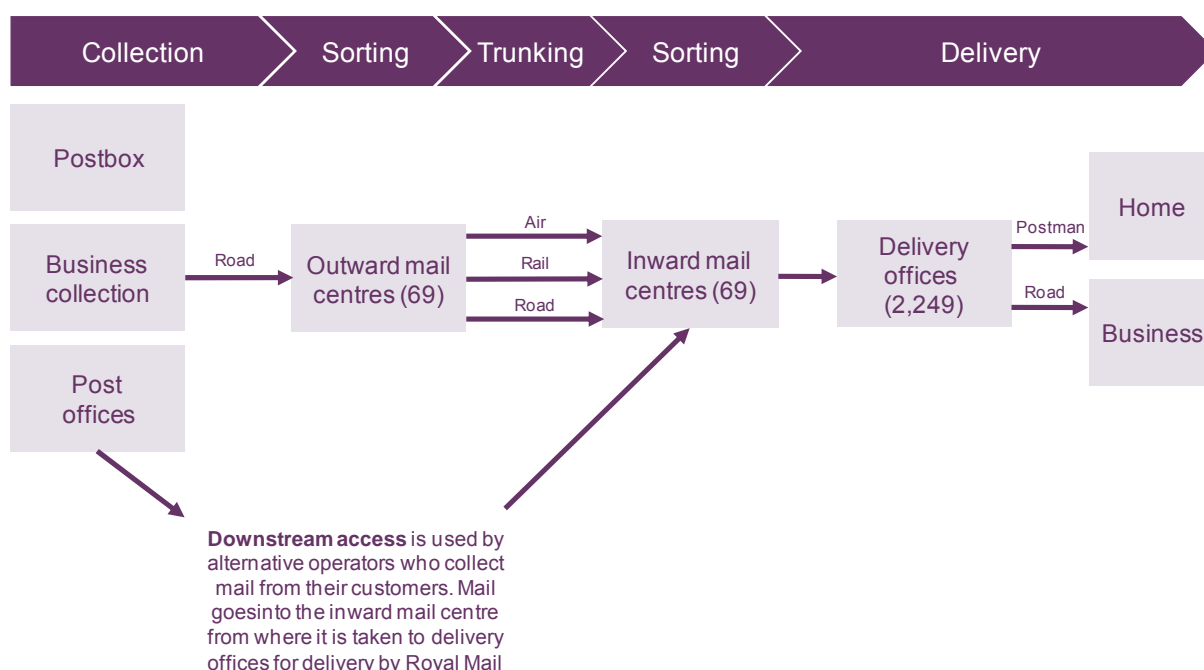 Collection
Sorting
Trunking
Sorting
Delivery
Postbox
Business
collection
Post
offices
Road
Outward mail
centres (69)
Air
Rail
Road
Inward mail
centres (69)
Delivery
offices
(2,249)
Postman
Road
Home
Business
Downstream access is used by
alternative operators who collect
mail from their customers. Mail
goesinto the inward mail centre
from where it is taken to delivery
offices for delivery by Royal Mail